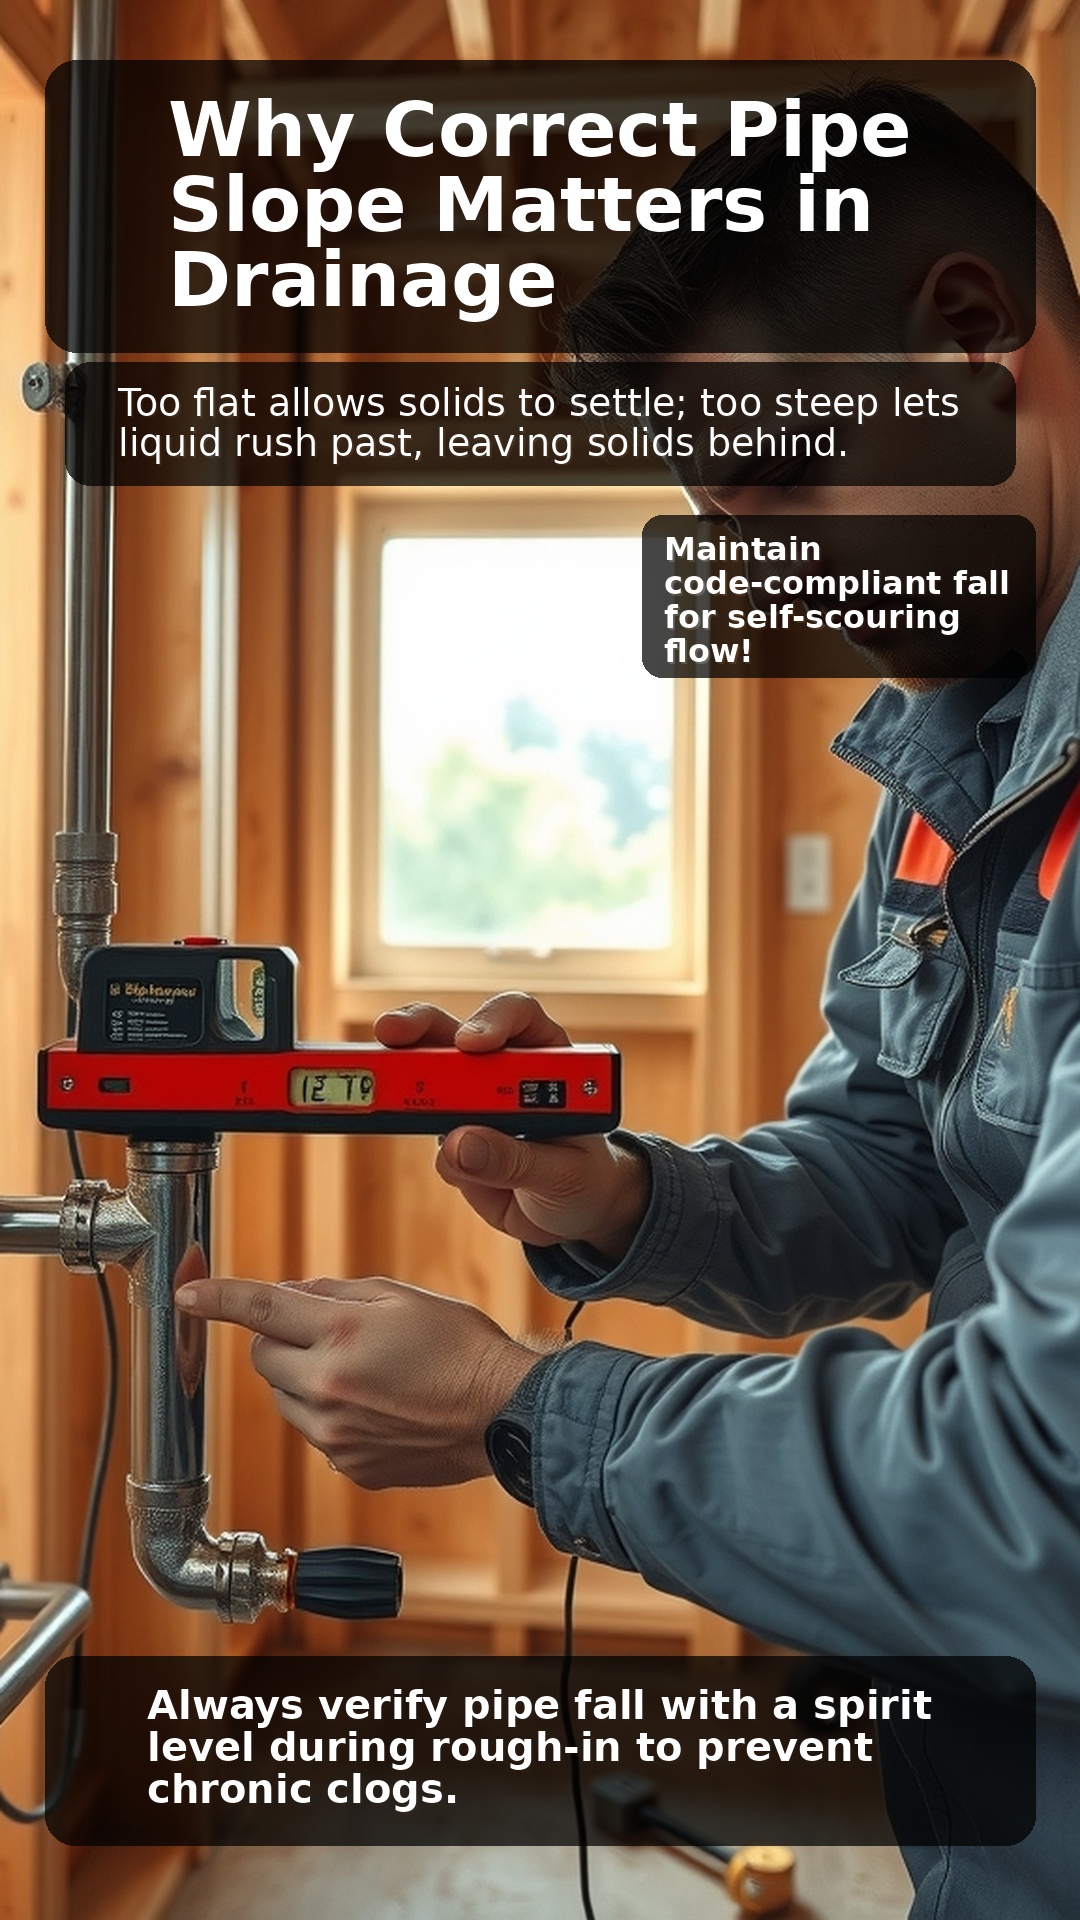 Why Correct Pipe
Slope Matters in
Drainage
Too flat allows solids to settle; too steep lets
liquid rush past, leaving solids behind.
Maintain
code-compliant fall
for self-scouring
flow!
Always verify pipe fall with a spirit
level during rough-in to prevent
chronic clogs.